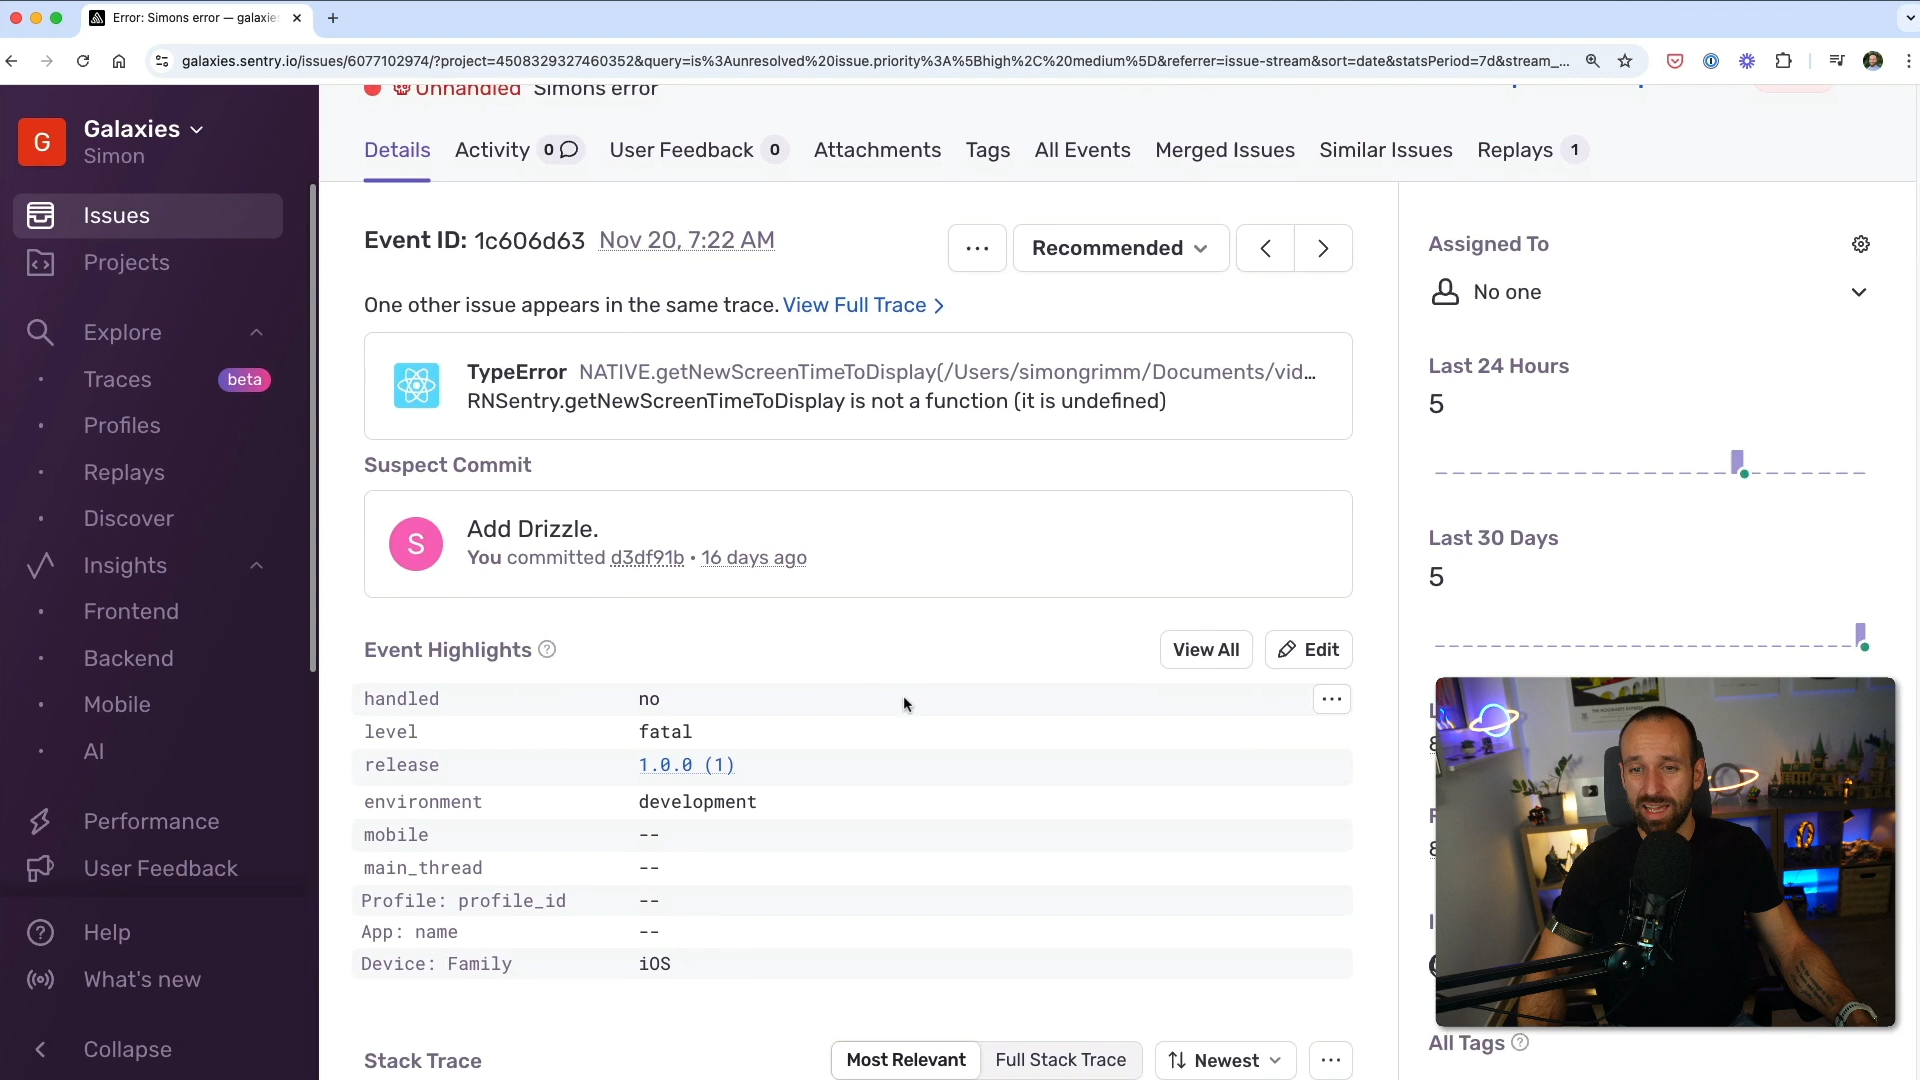 Error: Simons error — galaxie
galaxies.sentry.io/issues/6077102974/?project=4508329327460352&query=is%3Aunresolved%20issue.priority%3A%5Bhigh%2C%20medium%5D&referrer=issue-stream&sort=date&statsPeriod=7d&stream_...
G
Galaxies
Simon
Issues
Projects
Explore
Traces beta
Profiles
Replays
Discover
Insights
Frontend
Backend
Mobile
AI
Performance
User Feedback
Help
What's new
Collapse
Unhandled Simons error
Details Activity 0 User Feedback 0 Attachments Tags All Events Merged Issues Similar Issues Replays 1
Event ID: 1c606d63 Nov 20, 7:22 AM
... Recommended
One other issue appears in the same trace. View Full Trace
TypeError NATIVE.getNewScreenTimeToDisplay(/Users/simongrimm/Documents/vid...
RNSentry.getNewScreenTimeToDisplay is not a function (it is undefined)
Suspect Commit
S
Add Drizzle.
You committed d3df91b • 16 days ago
Event Highlights ? View All Edit
handled no ...
level fatal
release 1.0.0 (1)
environment development
mobile --
main_thread --
Profile: profile_id --
App: name --
Device: Family iOS
Stack Trace Most Relevant Full Stack Trace Newest ...
Assigned To
No one
Last 24 Hours
5
Last 30 Days
5
All Tags ?